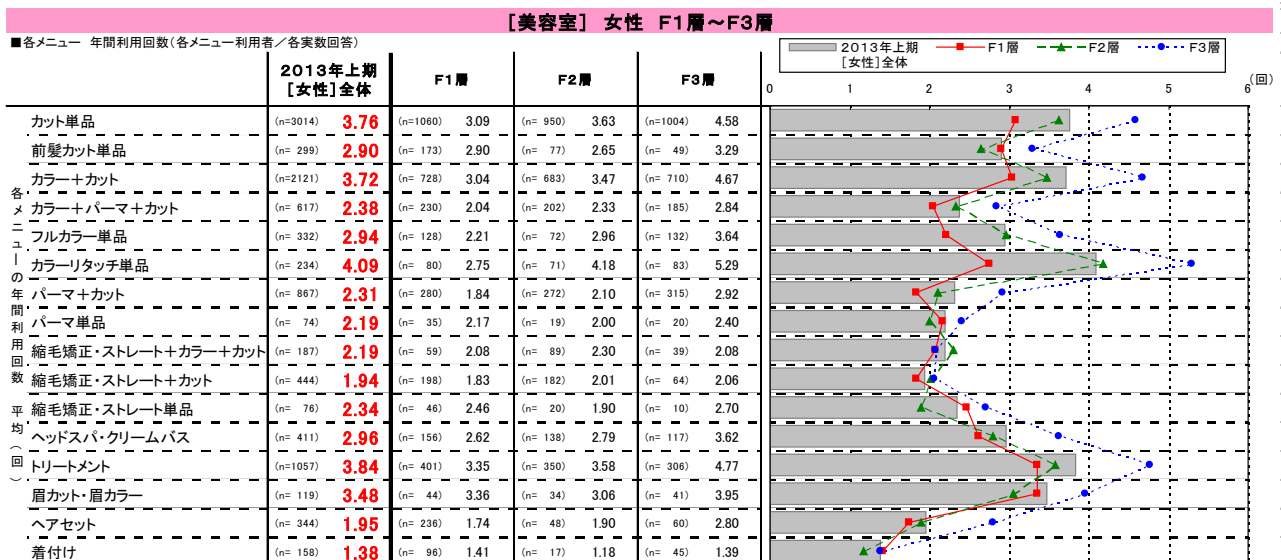 ［美容室］ 女性 F1層～F3層
■各メニュー 年間利用回数（各メニュー利用者／各実数回答）
2013年上期［女性］全体 F1層 F2層 F3層
2013年上期［女性］全体 F1層 F2層 F3層
（回）
0 1 2 3 4 5 6
各メニューの年間利用回数 平均（回）
カット単品 (n=3014) 3.76 (n=1060) 3.09 (n= 950) 3.63 (n=1004) 4.58
前髪カット単品 (n= 299) 2.90 (n= 173) 2.90 (n= 77) 2.65 (n= 49) 3.29
カラー＋カット (n=2121) 3.72 (n= 728) 3.04 (n= 683) 3.47 (n= 710) 4.67
カラー＋パーマ＋カット (n= 617) 2.38 (n= 230) 2.04 (n= 202) 2.33 (n= 185) 2.84
フルカラー単品 (n= 332) 2.94 (n= 128) 2.21 (n= 72) 2.96 (n= 132) 3.64
カラーリタッチ単品 (n= 234) 4.09 (n= 80) 2.75 (n= 71) 4.18 (n= 83) 5.29
パーマ＋カット (n= 867) 2.31 (n= 280) 1.84 (n= 272) 2.10 (n= 315) 2.92
パーマ単品 (n= 74) 2.19 (n= 35) 2.17 (n= 19) 2.00 (n= 20) 2.40
縮毛矯正・ストレート＋カラー＋カット (n= 187) 2.19 (n= 59) 2.08 (n= 89) 2.30 (n= 39) 2.08
縮毛矯正・ストレート＋カット (n= 444) 1.94 (n= 198) 1.83 (n= 182) 2.01 (n= 64) 2.06
縮毛矯正・ストレート単品 (n= 76) 2.34 (n= 46) 2.46 (n= 20) 1.90 (n= 10) 2.70
ヘッドスパ・クリームバス (n= 411) 2.96 (n= 156) 2.62 (n= 138) 2.79 (n= 117) 3.62
トリートメント (n=1057) 3.84 (n= 401) 3.35 (n= 350) 3.58 (n= 306) 4.77
眉カット・眉カラー (n= 119) 3.48 (n= 44) 3.36 (n= 34) 3.06 (n= 41) 3.95
ヘアセット (n= 344) 1.95 (n= 236) 1.74 (n= 48) 1.90 (n= 60) 2.80
着付け (n= 158) 1.38 (n= 96) 1.41 (n= 17) 1.18 (n= 45) 1.39